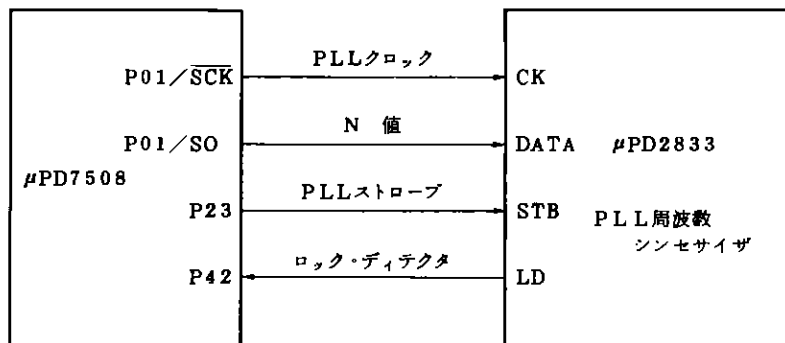 P01/SCK PLLクロック CK
P01/SO N 値 DATA μPD2833
μPD7508
P23 PLLストローブ STB PLL周波数
シンセサイザ
P42 ロック・ディテクタ LD